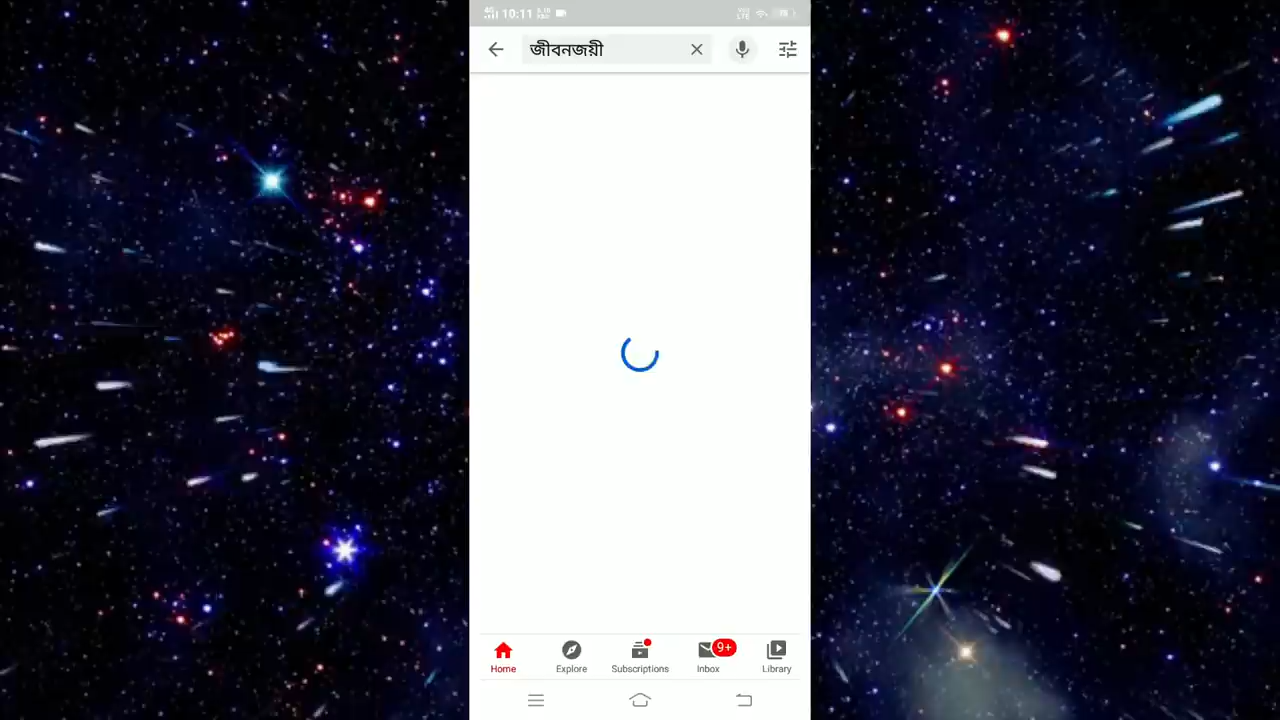 10:11
জীবনজয়ী
Home
Explore
Subscriptions
9+
Inbox
Library